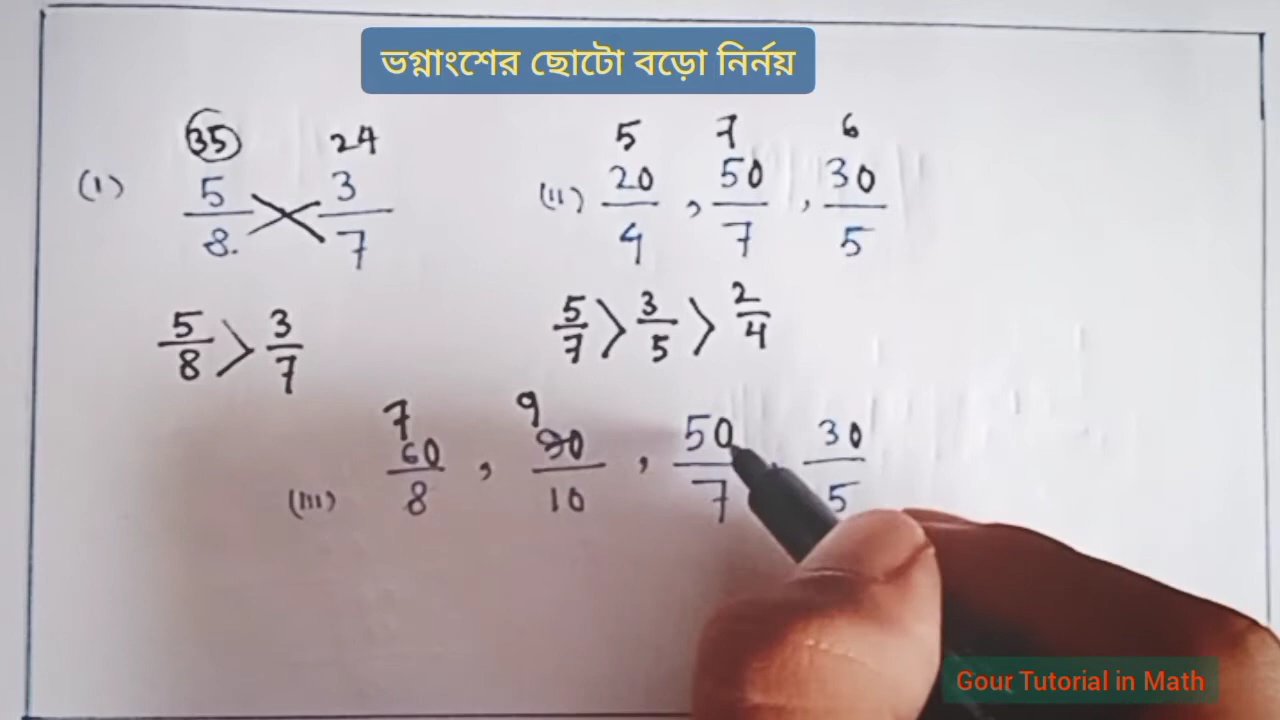 ভগ্নাংশের ছোটো বড়ো নির্নয়
35 24
(I) 5/8 3/7
5 7 6
(II) 20/4 , 50/7 , 30/5
5/8 > 3/7
5/7 > 3/5 > 2/4
7 9
(III) 60/8 , 90/10 , 50/7 , 30/5
Gour Tutorial in Math